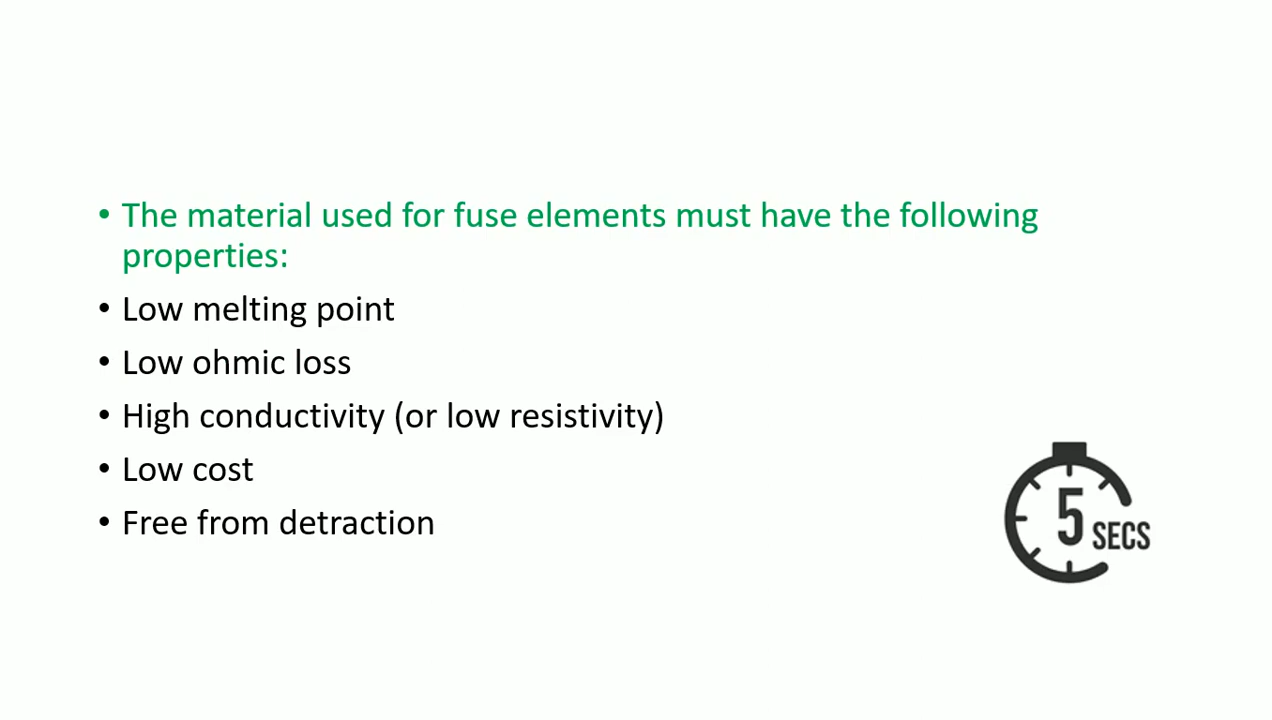 • The material used for fuse elements must have the following
properties:
• Low melting point
• Low ohmic loss
• High conductivity (or low resistivity)
• Low cost
• Free from detraction
5 SECS